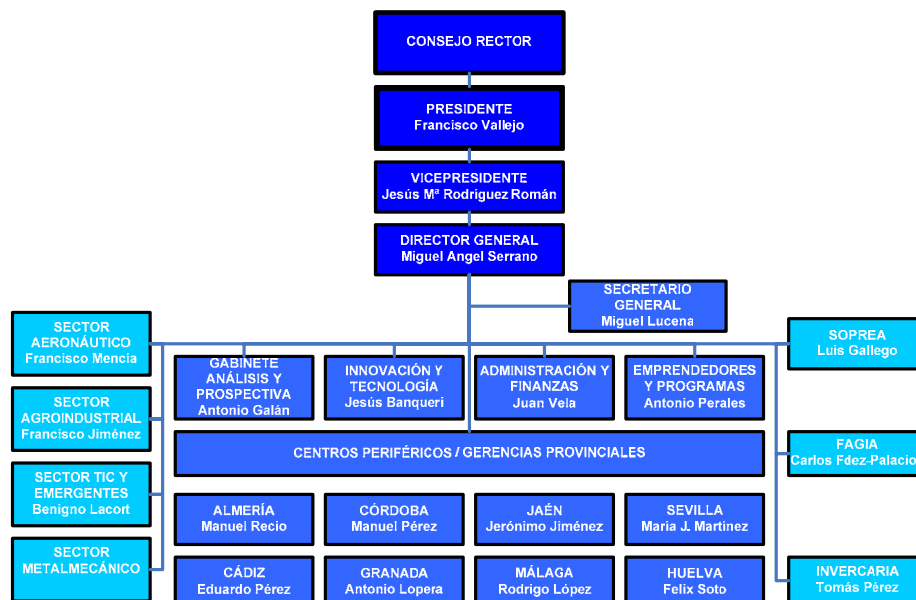 CONSEJO RECTOR
PRESIDENTE
Francisco Vallejo
VICEPRESIDENTE
Jesús Mª Rodríguez Román
DIRECTOR GENERAL
Miguel Angel Serrano
SECRETARIO
GENERAL
Miguel Lucena
SECTOR
AERONÁUTICO
Francisco Mencía
SECTOR
AGROINDUSTRIAL
Francisco Jiménez
SECTOR TIC Y
EMERGENTES
Benigno Lacort
SECTOR
METALMECÁNICO
GABINETE
ANÁLISIS Y
PROSPECTIVA
Antonio Galán
INNOVACIÓN Y
TECNOLOGÍA
Jesús Banqueri
ADMINISTRACIÓN Y
FINANZAS
Juan Vela
EMPRENDEDORES
Y PROGRAMAS
Antonio Perales
CENTROS PERIFÉRICOS / GERENCIAS PROVINCIALES
ALMERÍA
Manuel Recio
CÓRDOBA
Manuel Pérez
JAÉN
Jerónimo Jiménez
SEVILLA
Maria J. Martínez
CÁDIZ
Eduardo Pérez
GRANADA
Antonio Lopera
MÁLAGA
Rodrigo López
HUELVA
Felix Soto
SOPREA
Luis Gallego
FAGIA
Carlos Fdez-Palacio
INVERCARIA
Tomás Pérez